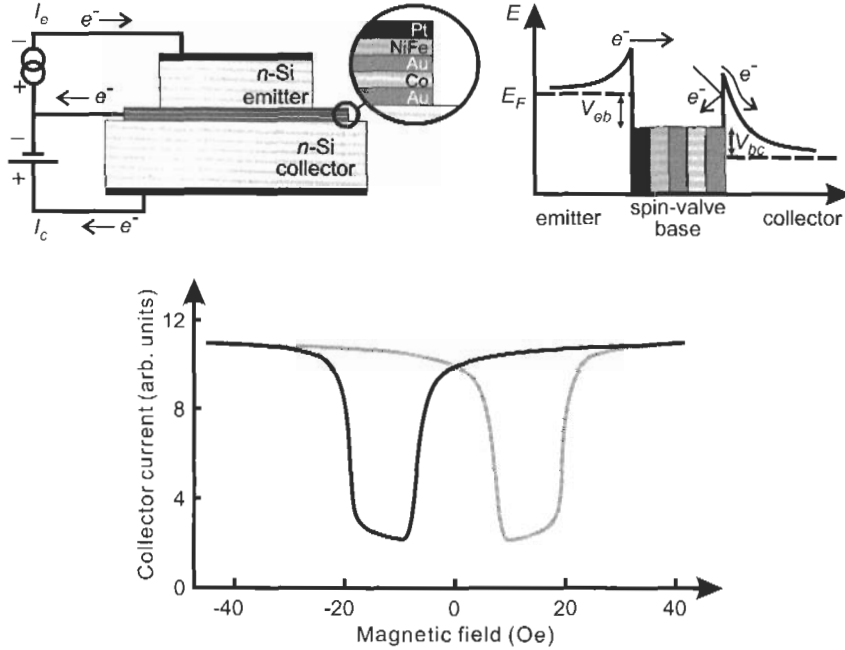 I_e
e⁻→
−
+
← e⁻
−
+
I_c
← e⁻
n-Si
emitter
n-Si
collector
Pt
NiFe
Au
Co
Au
E
e⁻ →
E_F
V_eb
e⁻
e⁻
V_bc
emitter
spin-valve
base
collector
Collector current (arb. units)
12
8
4
0
-40
-20
0
20
40
Magnetic field (Oe)